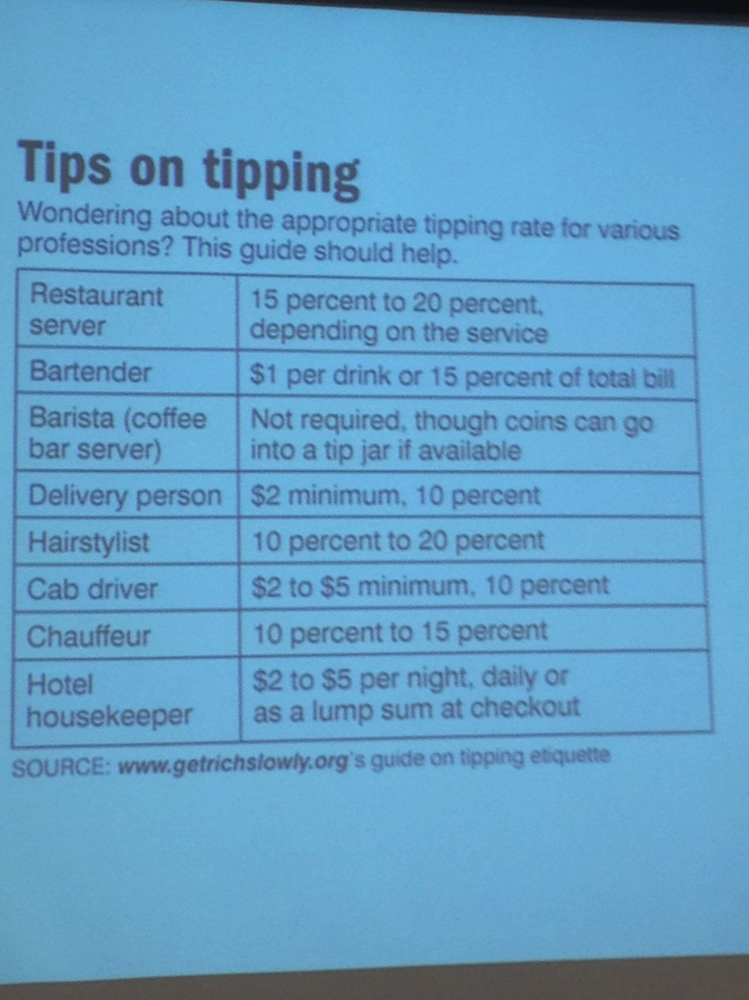 Tips on tipping
Wondering about the appropriate tipping rate for various
professions? This guide should help.
Restaurant
server
15 percent to 20 percent,
depending on the service
Bartender
$1 per drink or 15 percent of total bill
Barista (coffee
bar server)
Not required, though coins can go
into a tip jar if available
Delivery person
$2 minimum, 10 percent
Hairstylist
10 percent to 20 percent
Cab driver
$2 to $5 minimum, 10 percent
Chauffeur
10 percent to 15 percent
Hotel
housekeeper
$2 to $5 per night, daily or
as a lump sum at checkout
SOURCE: www.getrichslowly.org's guide on tipping etiquette